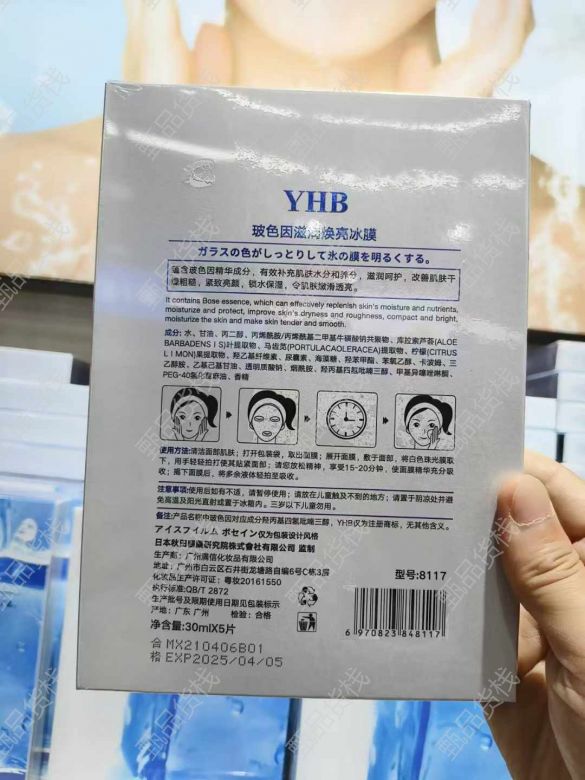 YHB
玻色因滋润焕亮冰膜
ガラスの色がしっとりして氷の膜を明るくする。
蕴含玻色因精华成分，有效补充肌肤水分和养分，滋润呵护，改善肌肤干
燥粗糙，紧致亮颜，锁水保湿，令肌肤嫩滑透亮。
It contains Bose essence, which can effectively replenish skin's moisture and nutrients,
moisturize and protect, improve skin's dryness and roughness, compact and bright,
moisturize the skin and make skin tender and smooth.
成分：水、甘油、丙二醇、丙烯酰胺/丙烯酰基二甲基牛磺酸钠共聚物、库拉索芦荟(ALOE
BARBADENS I S)叶提取物、马齿苋(PORTULACAOLERACEA)提取物、柠檬(CITRUS
L I MON)果提取物、羟乙基纤维素、尿囊素、海藻糖、羟苯甲酯、苯氧乙醇、卡波姆、三
乙醇胺、乙基己基甘油、透明质酸钠、烟酰胺、羟丙基四氢吡喃三醇、甲基异噻唑啉酮、
PEG-40氢化蓖麻油、香精
使用方法:清洁面部肌肤；打开包装袋，取出面膜；展开面膜，敷于面部，将白色珠光膜取
下，用手轻轻拍打使其贴紧面部；请您放松精神，享受15-20分钟，使面膜精华充分吸
收；揭下面膜后，将多余液体轻拍至吸收。
注意事项:使用后如有不适，请暂停使用；请放在儿童触及不到的地方；请置于阴凉处并避
免高温及阳光直射或置于冰箱内。三岁以下儿童勿用。
备注：产品名称中玻色因对应成分羟丙基四氢吡喃三醇，YHB仅为注册商标，无其他含义。
アイスフィルム ボセイン仅为包装设计风格
日本秋日 研究院株式會社有限公司 监制
生产商：广州满信化妆品有限公司
地址：广州市白云区石井街龙塘路自编6号C栋3房
化妆品生产许可证：粤妆20161550
执行标准:QB/T 2872
生产批号及限期使用日期见包装标示
产地：广东 广州 检验：合格
净含量:30mlX5片
型号:8117
6 970823 848117
合 MX210406B01
格 EXP2025/04/05
甄品货栈